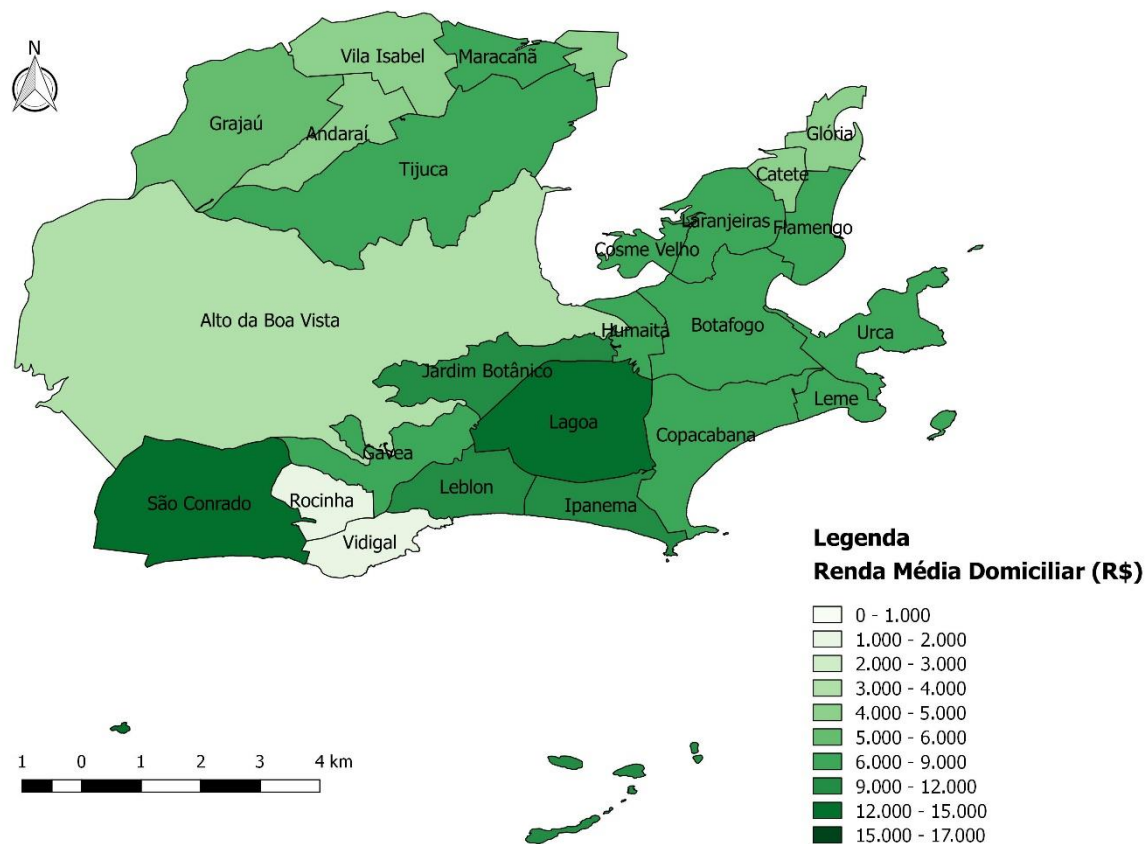 N
Vila Isabel
Maracanã
Grajaú
Andaraí
Tijuca
Glória
Catete
Laranjeiras
Flamengo
Cosme Velho
Alto da Boa Vista
Humaitá
Botafogo
Urca
Jardim Botânico
Leme
Lagoa
Copacabana
Gávea
Leblon
Ipanema
São Conrado
Rocinha
Vidigal
Legenda
Renda Média Domiciliar (R$)
0 - 1.000
1.000 - 2.000
2.000 - 3.000
3.000 - 4.000
4.000 - 5.000
5.000 - 6.000
6.000 - 9.000
9.000 - 12.000
12.000 - 15.000
15.000 - 17.000
1 0 1 2 3 4 km